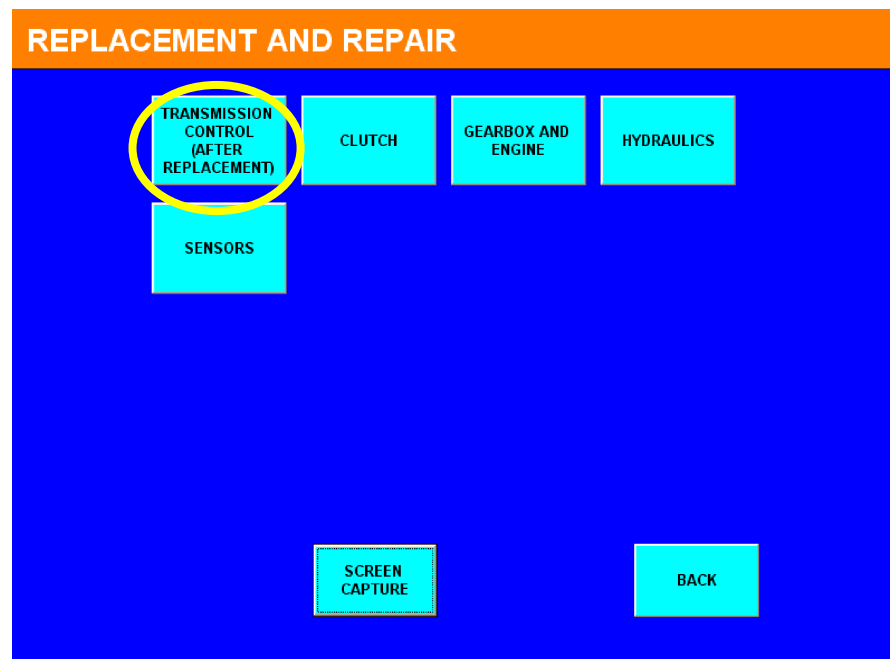 REPLACEMENT AND REPAIR
TRANSMISSION
CONTROL
(AFTER
REPLACEMENT)
CLUTCH
GEARBOX AND
ENGINE
HYDRAULICS
SENSORS
SCREEN
CAPTURE
BACK